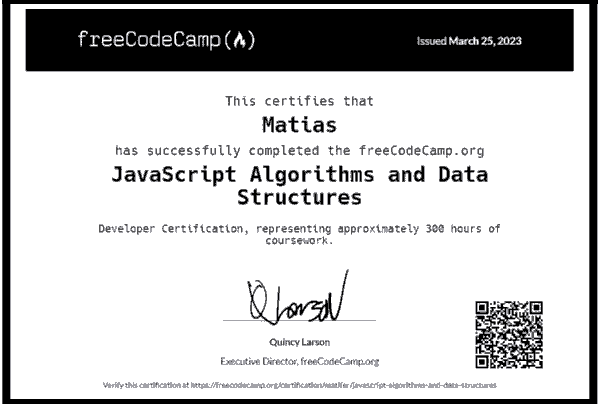 freeCodeCamp(🔥)
Issued March 25, 2023
This certifies that
Matias
has successfully completed the freeCodeCamp.org
JavaScript Algorithms and Data
Structures
Developer Certification, representing approximately 300 hours of
coursework.
Quincy Larson
Executive Director, freeCodeCamp.org
Verify this certification at https://freecodecamp.org/certification/matifer/javascript-algorithms-and-data-structures